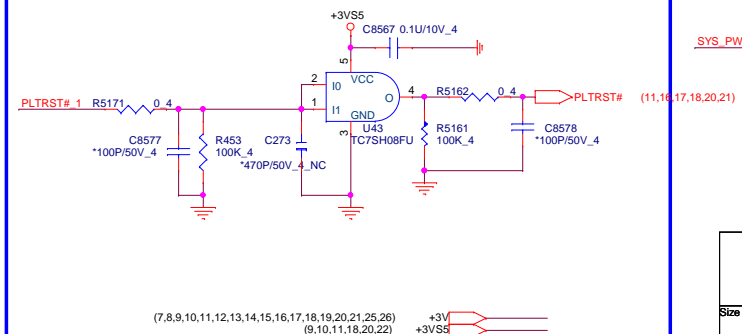 +3VS5
C8567 0.1U/10V_4
SYS_PW
5
2
I0
VCC
4
O
R5162
0_4
PLTRST#
(11,16,17,18,20,21)
PLTRST#_1
R5171
0_4
1
I1
GND
3
U43
TC7SH08FU
C8577
*100P/50V_4
R453
100K_4
C273
*470P/50V_4_NC
R5161
100K_4
C8578
*100P/50V_4
Size
(7,8,9,10,11,12,13,14,15,16,17,18,19,20,21,25,26)
+3V
(9,10,11,18,20,22)
+3VS5